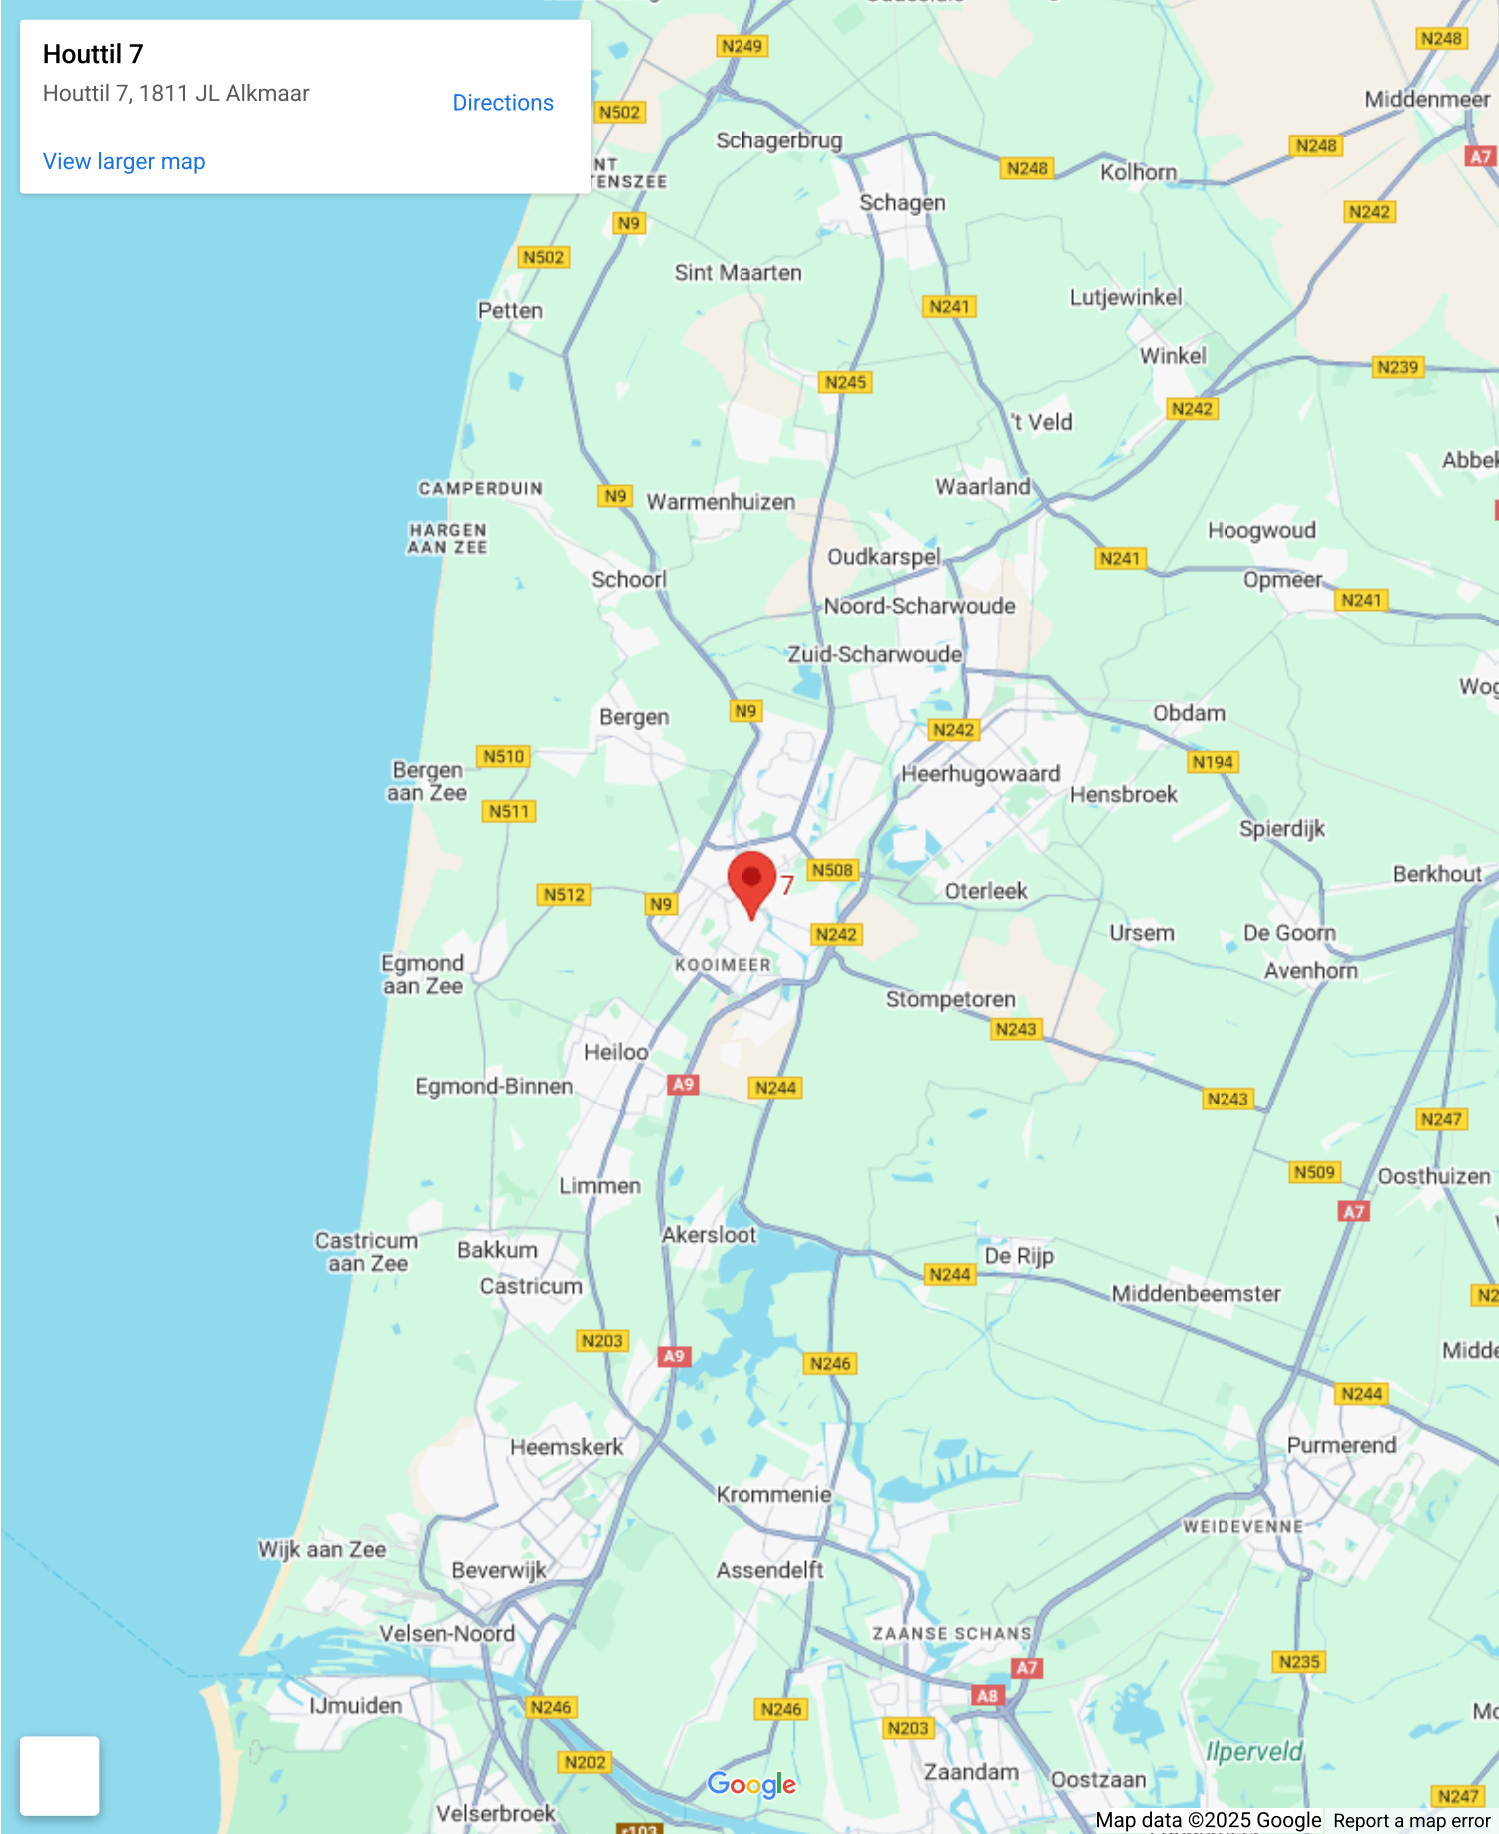 Houttil 7
Houttil 7, 1811 JL Alkmaar
Directions
View larger map
N249
N248
N502
Middenmeer
Schagerbrug
N248
A7
N248
Kolhorn
TENSZEE
Schagen
N242
N9
N502
Sint Maarten
Lutjewinkel
Petten
N241
Winkel
N239
N245
N242
't Veld
Abbek
CAMPERDUIN
N9
Warmenhuizen
Waarland
HARGEN
AAN ZEE
Hoogwoud
Oudkarspel
N241
Schoorl
Opmeer
N241
Noord-Scharwoude
Zuid-Scharwoude
Wog
Bergen
N9
Obdam
N242
N510
N194
Bergen
aan Zee
Heerhugowaard
Hensbroek
N511
Spierdijk
N508
Berkhout
7
N512
N9
Oterleek
N242
Ursem
De Goorn
Egmond
aan Zee
KOOIMEER
Avenhorn
Stompetoren
N243
Heiloo
Egmond-Binnen
A9
N244
N243
N247
N509
Oosthuizen
Limmen
A7
Castricum
aan Zee
Akersloot
Bakkum
De Rijp
N244
Castricum
Middenbeemster
N2
N203
A9
N246
Midde
N244
Heemskerk
Purmerend
Krommenie
WEIDEVENNE
Wijk aan Zee
Beverwijk
Assendelft
Velsen-Noord
ZAANSE SCHANS
N235
A7
A8
IJmuiden
N246
N246
N203
Mo
Ilperveld
N202
Zaandam
Oostzaan
Google
N247
Velserbroek
Map data ©2025 Google
Report a map error